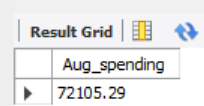 Result Grid
Aug_spending
72105.29